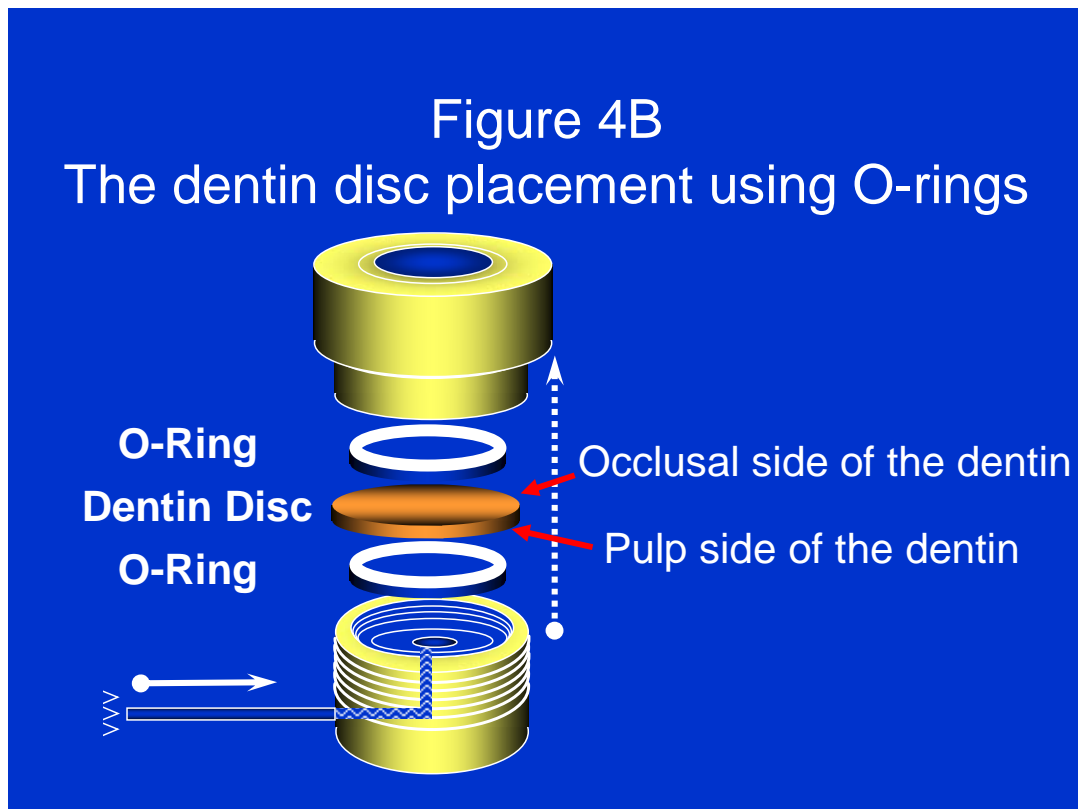 Figure 4B
The dentin disc placement using O-rings
O-Ring
Occlusal side of the dentin
Dentin Disc
Pulp side of the dentin
O-Ring